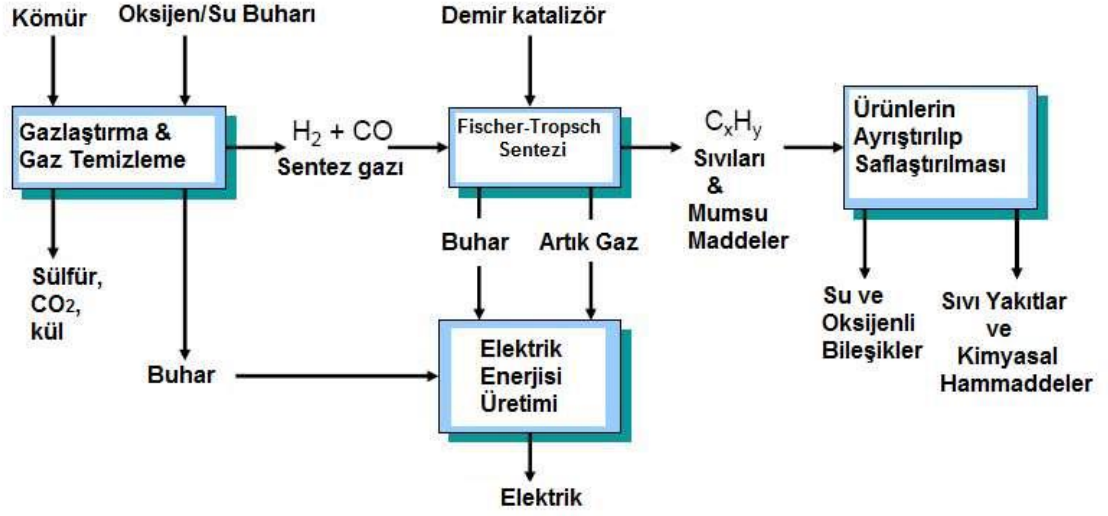 Kömür
Oksijen/Su Buharı
Demir katalizör
Gazlaştırma &
Gaz Temizleme
H₂ + CO
Sentez gazı
Fischer-Tropsch
Sentezi
CₓHᵧ
Sıvıları
&
Mumsu
Maddeler
Ürünlerin
Ayrıştırılıp
Saflaştırılması
Sülfür,
CO₂,
kül
Buhar
Buhar
Artık Gaz
Elektrik
Enerjisi
Üretimi
Elektrik
Su ve
Oksijenli
Bileşikler
Sıvı Yakıtlar
ve
Kimyasal
Hammaddeler